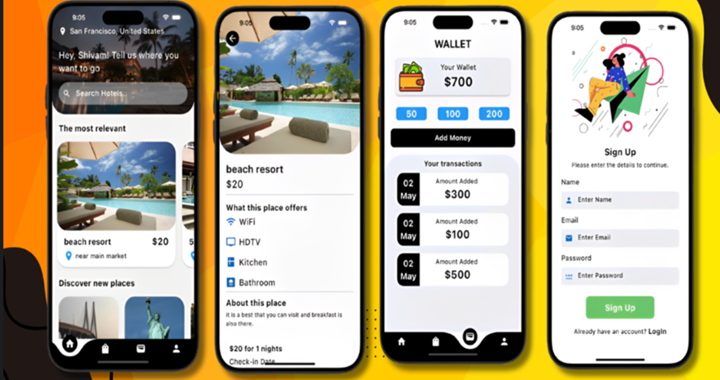 9:05
San Francisco, United States
Hey, Shivam! Tell us where you
want to go
Search Hotels...
The most relevant
beach resort $20
near main market
Discover new places
9:05
beach resort
$20
What this place offers
WiFi
HDTV
Kitchen
Bathroom
About this place
it is a best that you can visit and breakfast is
also there.
$20 for 1 nights
Check-in Date
9:05
WALLET
Your Wallet
$700
50 100 200
Add Money
Your transactions
02
May
Amount Added
$300
02
May
Amount Added
$100
02
May
Amount Added
$500
9:05
Sign Up
Please enter the details to continue.
Name
Enter Name
Email
Enter Email
Password
Enter Password
Sign Up
Already have an account? LogIn